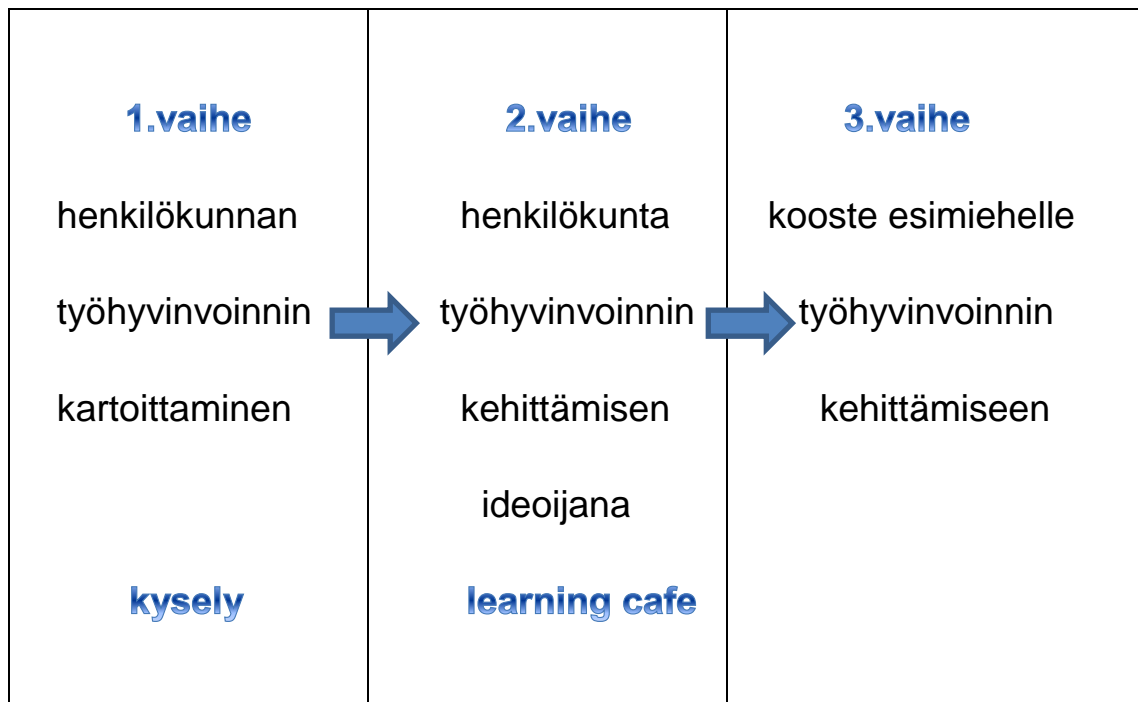 1.vaihe
henkilökunnan
työhyvinvoinnin
kartoittaminen
kysely
2.vaihe
henkilökunta
työhyvinvoinnin
kehittämisen
ideoijana
learning cafe
3.vaihe
kooste esimiehelle
työhyvinvoinnin
kehittämiseen